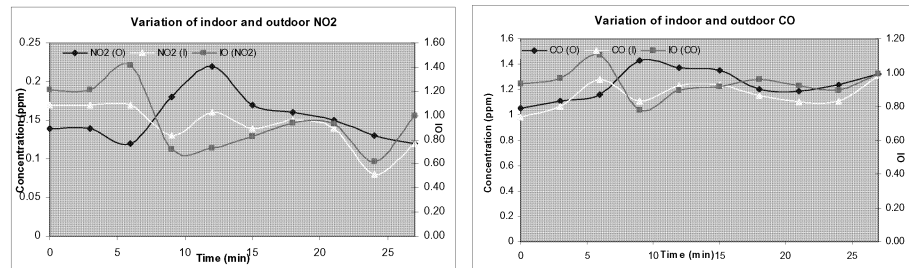 Variation of indoor and outdoor NO2
NO2 (O) NO2 (I) IO (NO2)
Concentration (ppm)
0.25
0.2
0.15
0.1
0.05
0
1.60
1.40
1.20
1.00
0.80
0.60
0.40
0.20
0.00
IO
0 5 10 15 20 25
Time (min)
Variation of indoor and outdoor CO
CO (O) CO (I) IO (CO)
Concentration (ppm)
1.6
1.4
1.2
1
0.8
0.6
0.4
0.2
0
1.20
1.00
0.80
0.60
0.40
0.20
0.00
IO
0 5 10 15 20 25
Time (min)